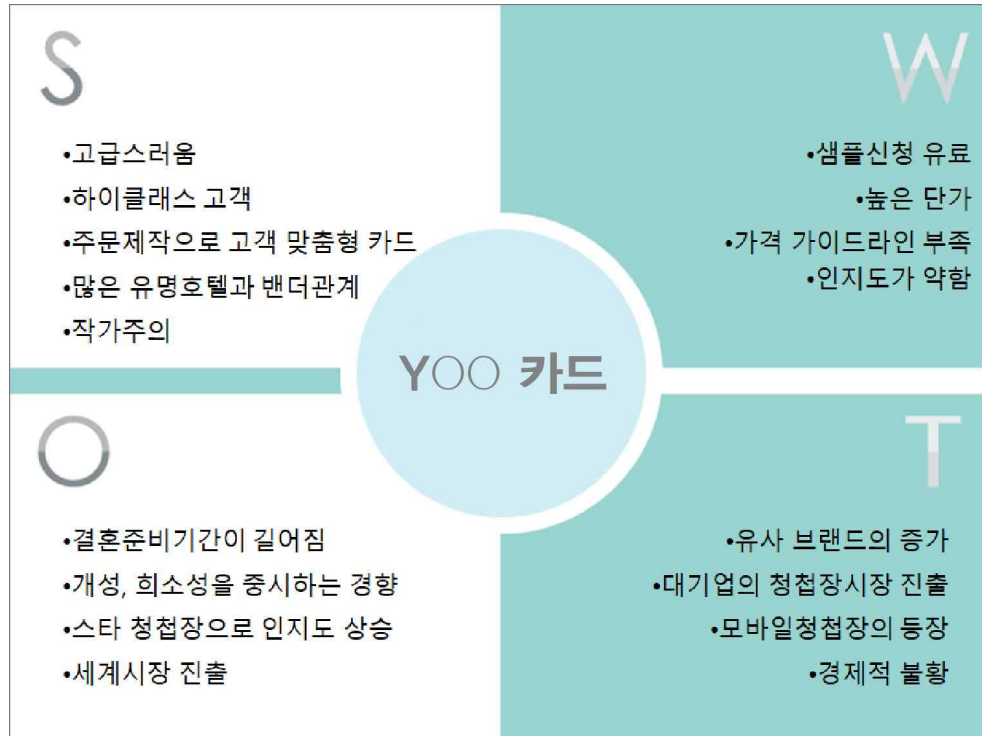 S
•고급스러움
•하이클래스 고객
•주문제작으로 고객 맞춤형 카드
•많은 유명호텔과 밴더관계
•작가주의
W
•샘플신청 유료
•높은 단가
•가격 가이드라인 부족
•인지도가 약함
Y○○ 카드
O
•결혼준비기간이 길어짐
•개성, 희소성을 중시하는 경향
•스타 청첩장으로 인지도 상승
•세계시장 진출
T
•유사 브랜드의 증가
•대기업의 청첩장시장 진출
•모바일청첩장의 등장
•경제적 불황